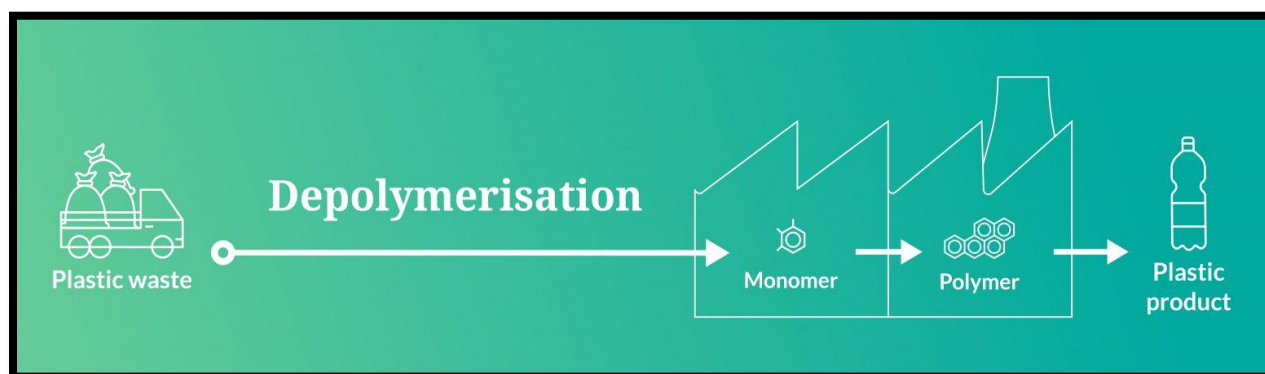 Depolymerisation
Plastic waste
Monomer
Polymer
Plastic
product